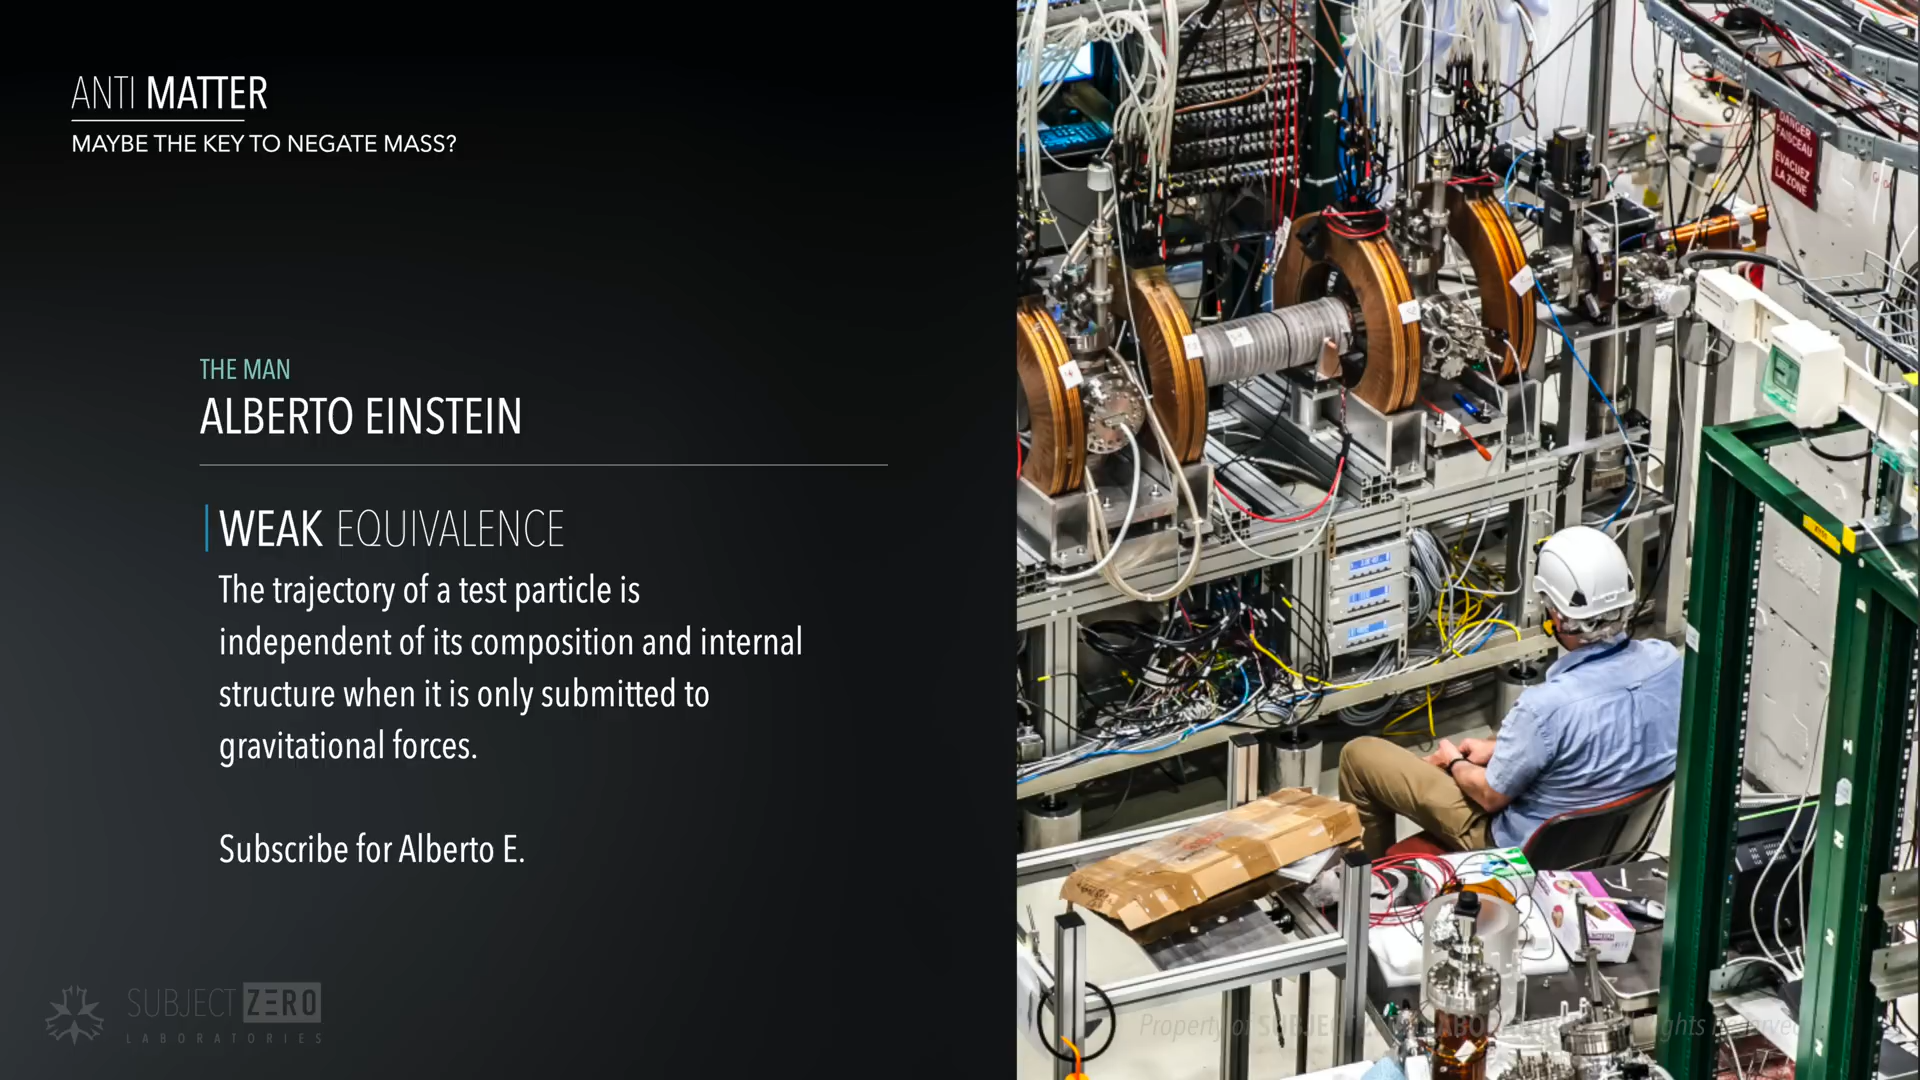 ANTI MATTER
MAYBE THE KEY TO NEGATE MASS?
THE MAN
ALBERTO EINSTEIN
WEAK EQUIVALENCE
The trajectory of a test particle is
independent of its composition and internal
structure when it is only submitted to
gravitational forces.
Subscribe for Alberto E.
SUBJECT ZERO
LABORATORIES
DANGER
FAISCEAU
EVACUEZ
LA ZONE
Property of